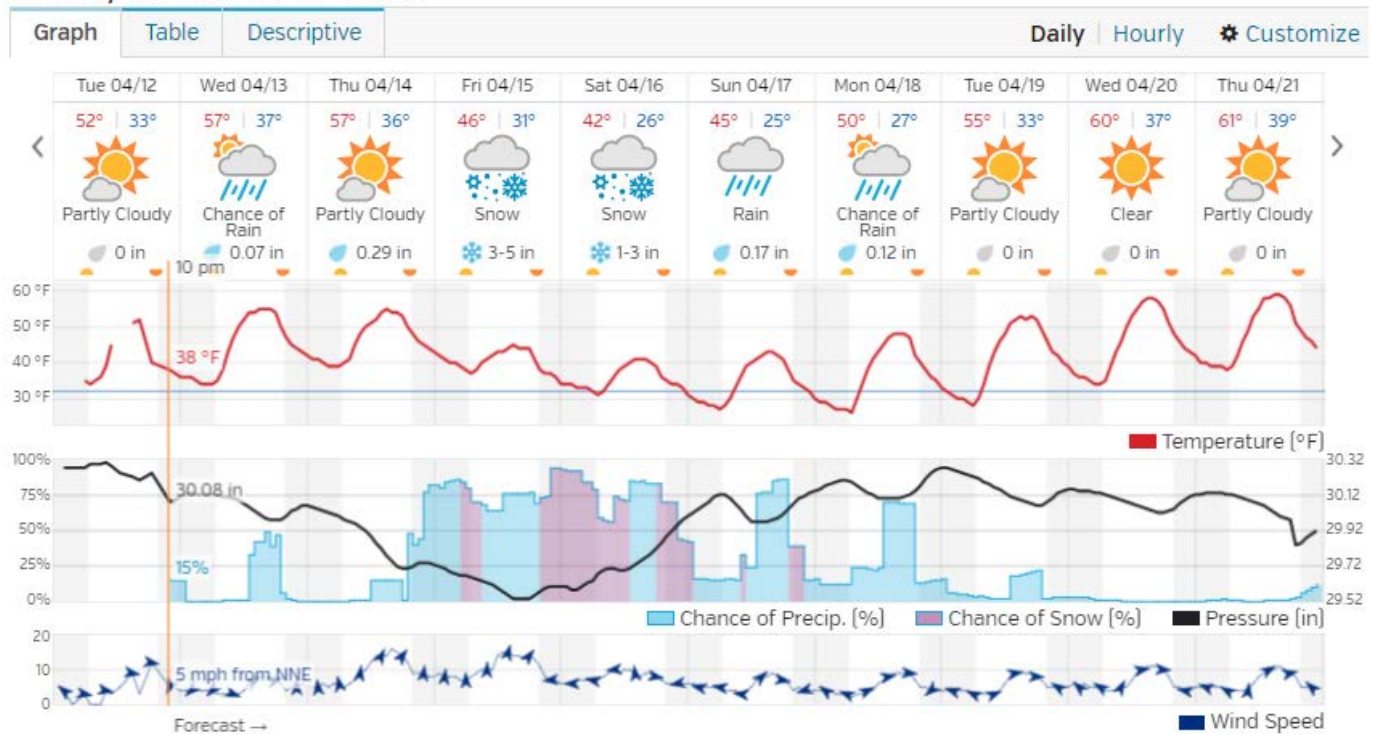 Graph Table Descriptive Daily Hourly Customize
Tue 04/12 Wed 04/13 Thu 04/14 Fri 04/15 Sat 04/16 Sun 04/17 Mon 04/18 Tue 04/19 Wed 04/20 Thu 04/21
52° | 33° 57° | 37° 57° | 36° 46° | 31° 42° | 26° 45° | 25° 50° | 27° 55° | 33° 60° | 37° 61° | 39°
Partly Cloudy Chance of Partly Cloudy Snow Snow Rain Chance of Partly Cloudy Clear Partly Cloudy
Rain Rain
0 in 0.07 in 0.29 in 3-5 in 1-3 in 0.17 in 0.12 in 0 in 0 in 0 in
10 pm
60 °F
50 °F
40 °F
38 °F
30 °F
Temperature (°F)
100% 30.32
75% 30.08 in 30.12
50% 29.92
25% 15% 29.72
0% 29.52
Chance of Precip. (%) Chance of Snow (%) Pressure (in)
20
10
5 mph from NNE
0
Forecast →
Wind Speed